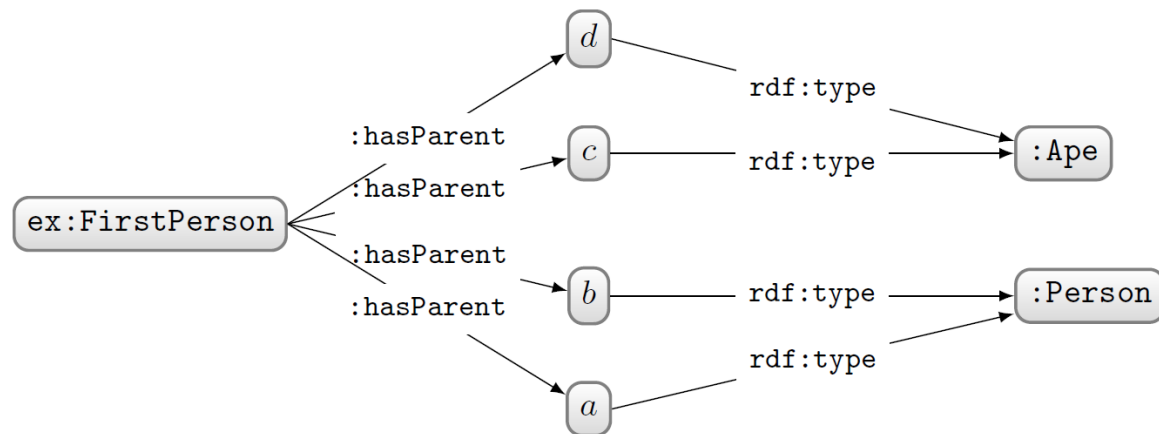 d
rdf:type
:hasParent
c
rdf:type
:Ape
:hasParent
ex:FirstPerson
:hasParent
b
rdf:type
:Person
:hasParent
rdf:type
a